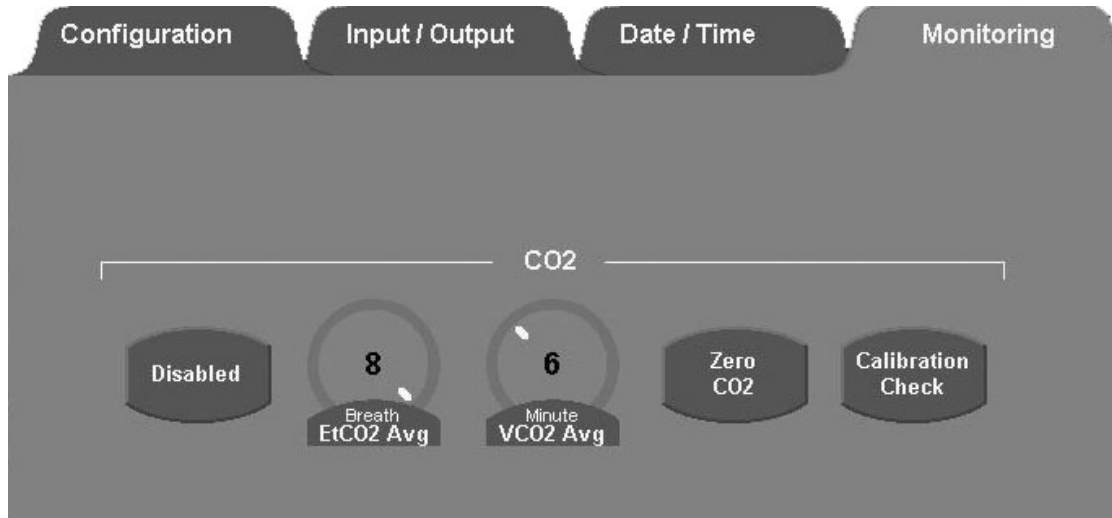 Configuration
Input / Output
Date / Time
Monitoring
CO2
Disabled
8
Breath
EtCO2 Avg
6
Minute
VCO2 Avg
Zero
CO2
Calibration
Check